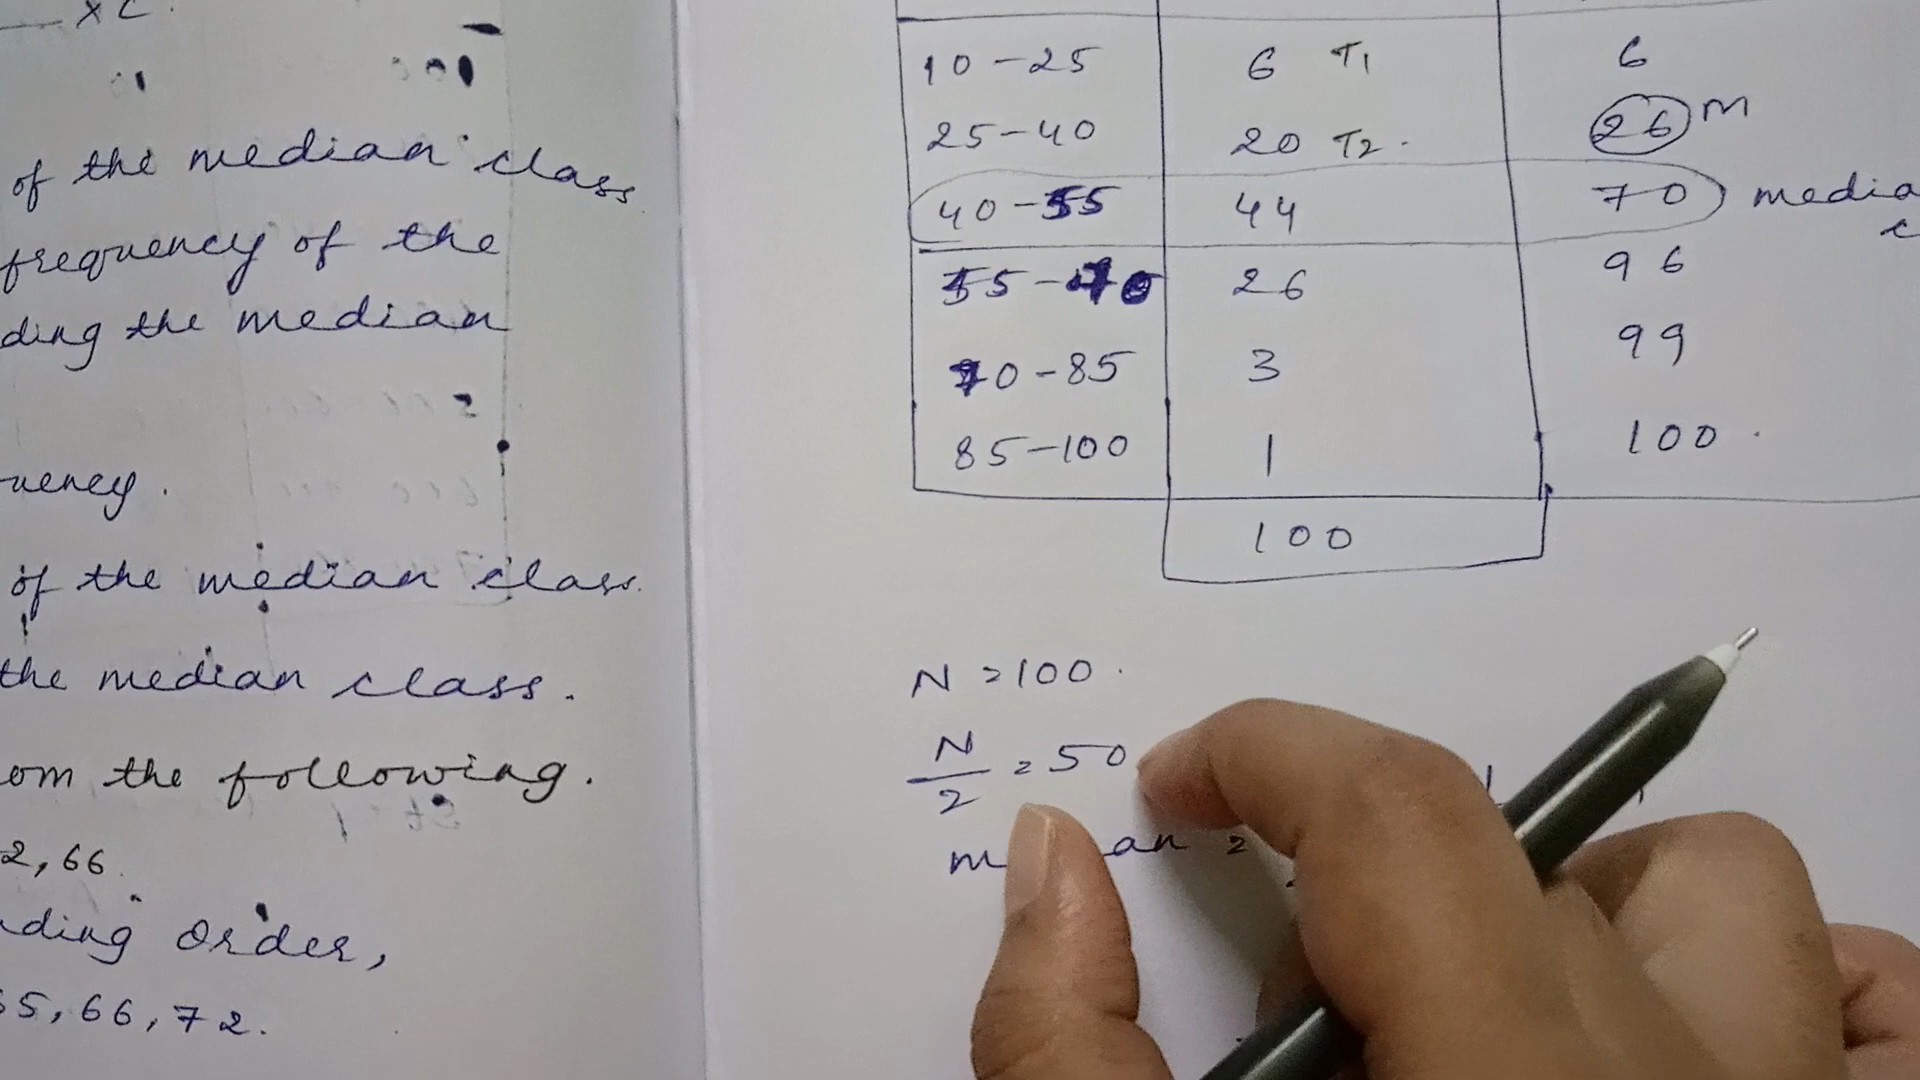 x c.
of the median class
frequency of the
ding the median
uency.
of the median class.
the median class.
om the following.
2, 66.
ding order,
65, 66, 72.
10-25 6 T1 6
25-40 20 T2. 26 m
40-55 44 70 media
c
55-70 26 96
70-85 3 99
85-100 1 100.
100
N = 100.
N/2 = 50
m an =